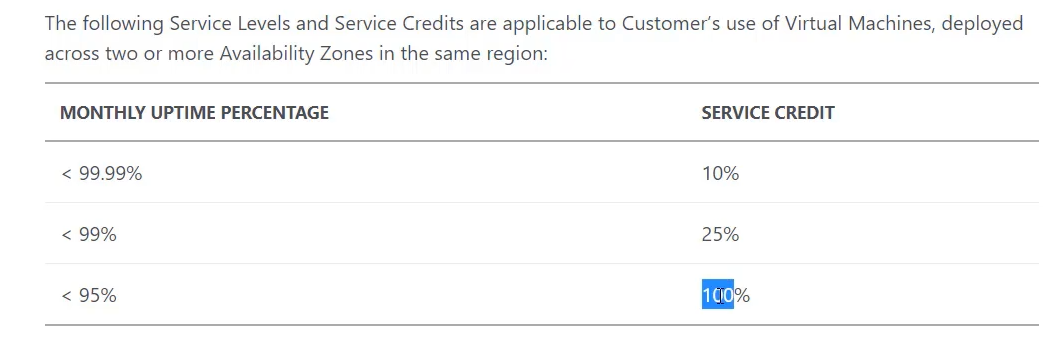 The following Service Levels and Service Credits are applicable to Customer’s use of Virtual Machines, deployed
across two or more Availability Zones in the same region:
MONTHLY UPTIME PERCENTAGE SERVICE CREDIT
< 99.99% 10%
< 99% 25%
< 95% 100%